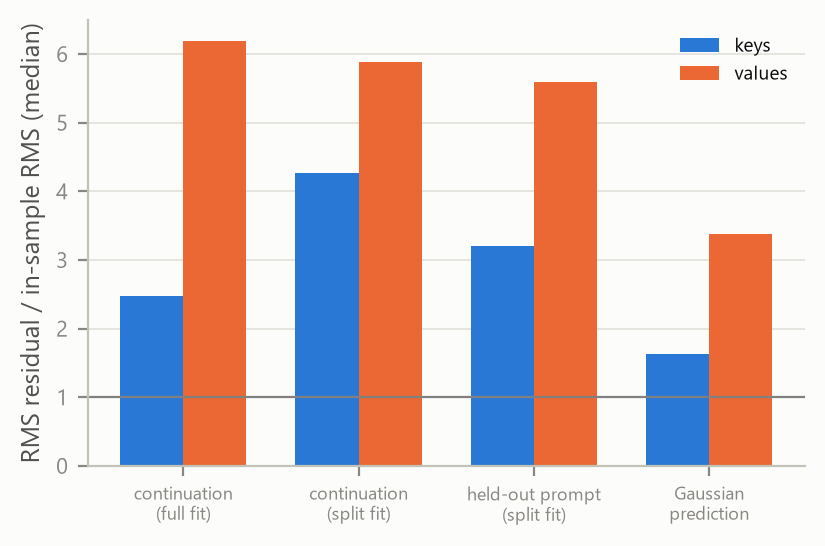 RMS residual / in-sample RMS (median)
6
5
4
3
2
1
0
keys
values
continuation
(full fit)
continuation
(split fit)
held-out prompt
(split fit)
Gaussian
prediction